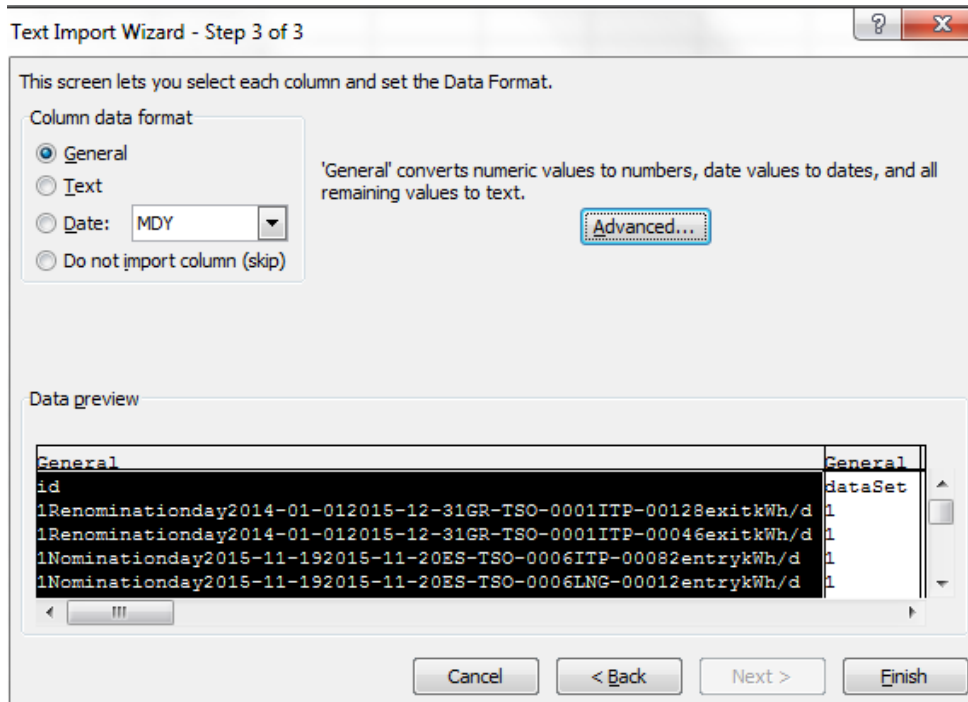 Text Import Wizard - Step 3 of 3
This screen lets you select each column and set the Data Format.
Column data format
General
Text
Date: MDY
Do not import column (skip)
'General' converts numeric values to numbers, date values to dates, and all
remaining values to text.
Advanced...
Data preview
General General
id dataSet
1Renominationday2014-01-012015-12-31GR-TSO-0001ITP-00128exitkWh/d 1
1Renominationday2014-01-012015-12-31GR-TSO-0001ITP-00046exitkWh/d 1
1Nominationday2015-11-192015-11-20ES-TSO-0006ITP-00082entrykWh/d 1
1Nominationday2015-11-192015-11-20ES-TSO-0006LNG-00012entrykWh/d 1
Cancel < Back Next > Finish